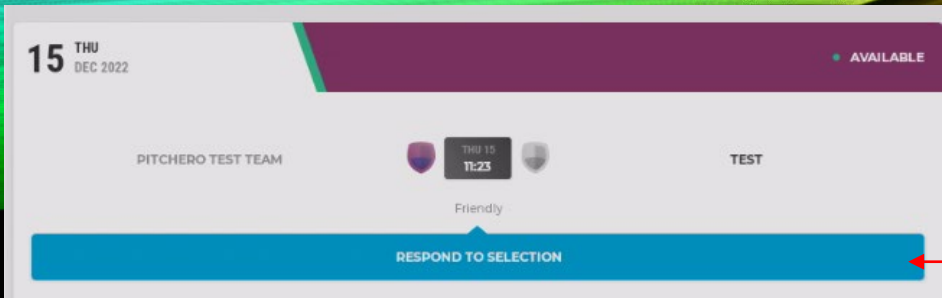 15 THU
DEC 2022
AVAILABLE
PITCHERO TEST TEAM
THU 15
11:23
TEST
Friendly
RESPOND TO SELECTION